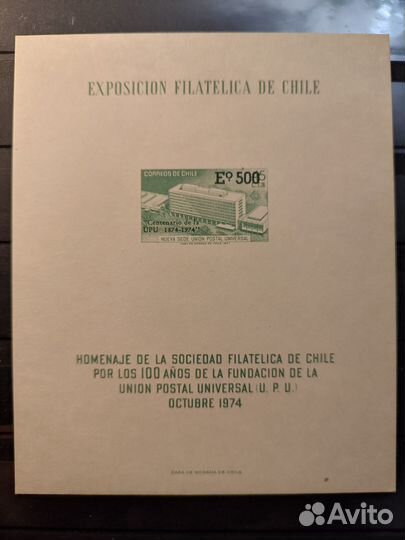 EXPOSICION FILATELICA DE CHILE
CORREOS DE CHILE
Eº 500
"Centenario de la
UPU 1874-1974"
NUEVA SEDE UNION POSTAL UNIVERSAL
HOMENAJE DE LA SOCIEDAD FILATELICA DE CHILE
POR LOS 100 AÑOS DE LA FUNDACION DE LA
UNION POSTAL UNIVERSAL (U. P. U.)
OCTUBRE 1974
CASA DE MONEDA DE CHILE
Avito